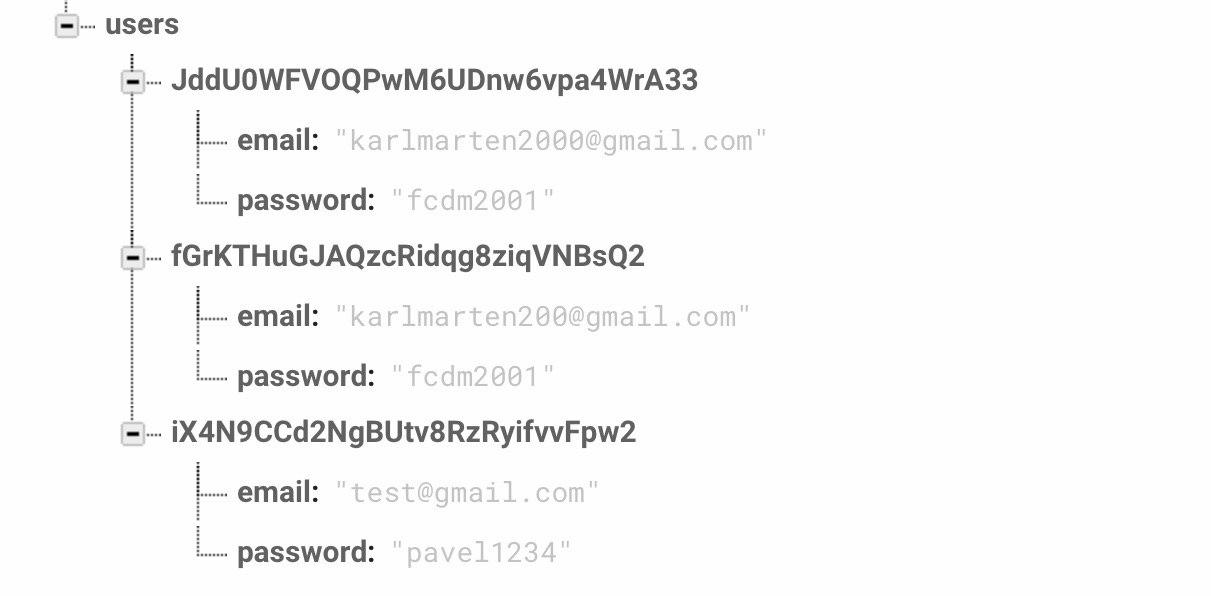 users
JddU0WFVOQPwM6UDnw6vpa4WrA33
email: "karlmarten2000@gmail.com"
password: "fcdm2001"
fGrKTHuGJAQzcRidqg8ziqVNBsQ2
email: "karlmarten200@gmail.com"
password: "fcdm2001"
iX4N9CCd2NgBUtv8RzRyifvvFpw2
email: "test@gmail.com"
password: "pavel1234"